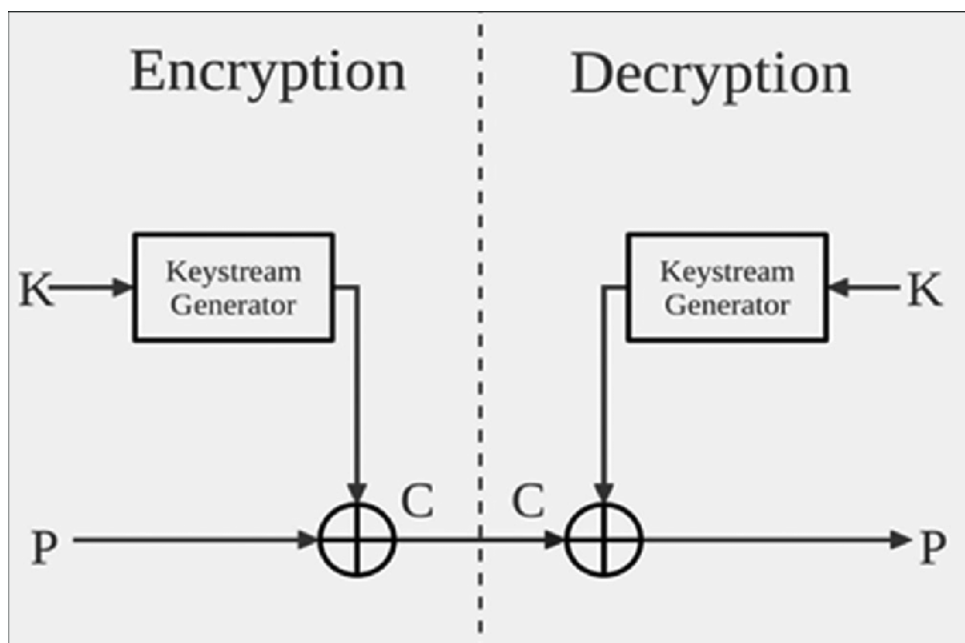 Encryption
Decryption
K
Keystream
Generator
Keystream
Generator
K
C
C
P
P